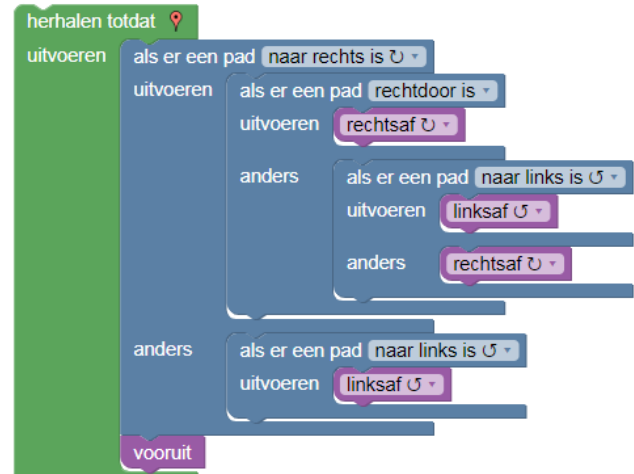 herhalen totdat
uitvoeren als er een pad naar rechts is ↻
uitvoeren als er een pad rechtdoor is
uitvoeren rechtsaf ↻
anders als er een pad naar links is ↺
uitvoeren linksaf ↺
anders rechtsaf ↻
anders als er een pad naar links is ↺
uitvoeren linksaf ↺
vooruit